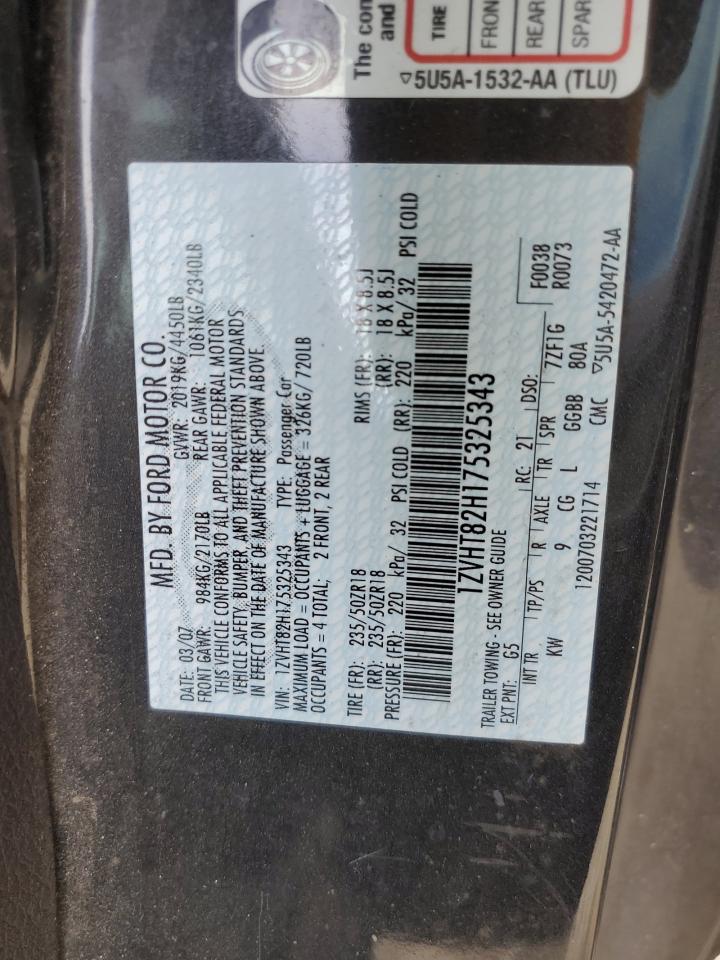 The con
and
TIRE
FRON
REAR
SPAR
5U5A-1532-AA (TLU)
MFD. BY FORD MOTOR CO.
DATE: 03/07 GVWR: 2019KG/4450LB
FRONT GAWR: 984KG/2170LB REAR GAWR: 1061KG/2340LB
THIS VEHICLE CONFORMS TO ALL APPLICABLE FEDERAL MOTOR
VEHICLE SAFETY, BUMPER, AND THEFT PREVENTION STANDARDS
IN EFFECT ON THE DATE OF MANUFACTURE SHOWN ABOVE.
VIN: 1ZVHT82H175325343 TYPE: Passenger Car
MAXIMUM LOAD = OCCUPANTS + LUGGAGE = 326KG/ 720LB
OCCUPANTS = 4 TOTAL; 2 FRONT, 2 REAR
TIRE (FR): 235/50ZR18 RIMS (FR): 18 X 8.5J
(RR): 235/50ZR18 (RR): 18 X 8.5J
PRESSURE (FR): 220 kPa/ 32 PSI COLD (RR): 220 kPa/ 32 PSI COLD
1ZVHT82H175325343
TRAILER TOWING - SEE OWNER GUIDE
EXT PNT: G5 RC: 21 DSO: F0038
INT TR TP/PS R AXLE TR SPR 7ZF1G R0073
KW 9 CG L GGBB 80A
CMC ▽5U5A-5420472-AA
1200703221714